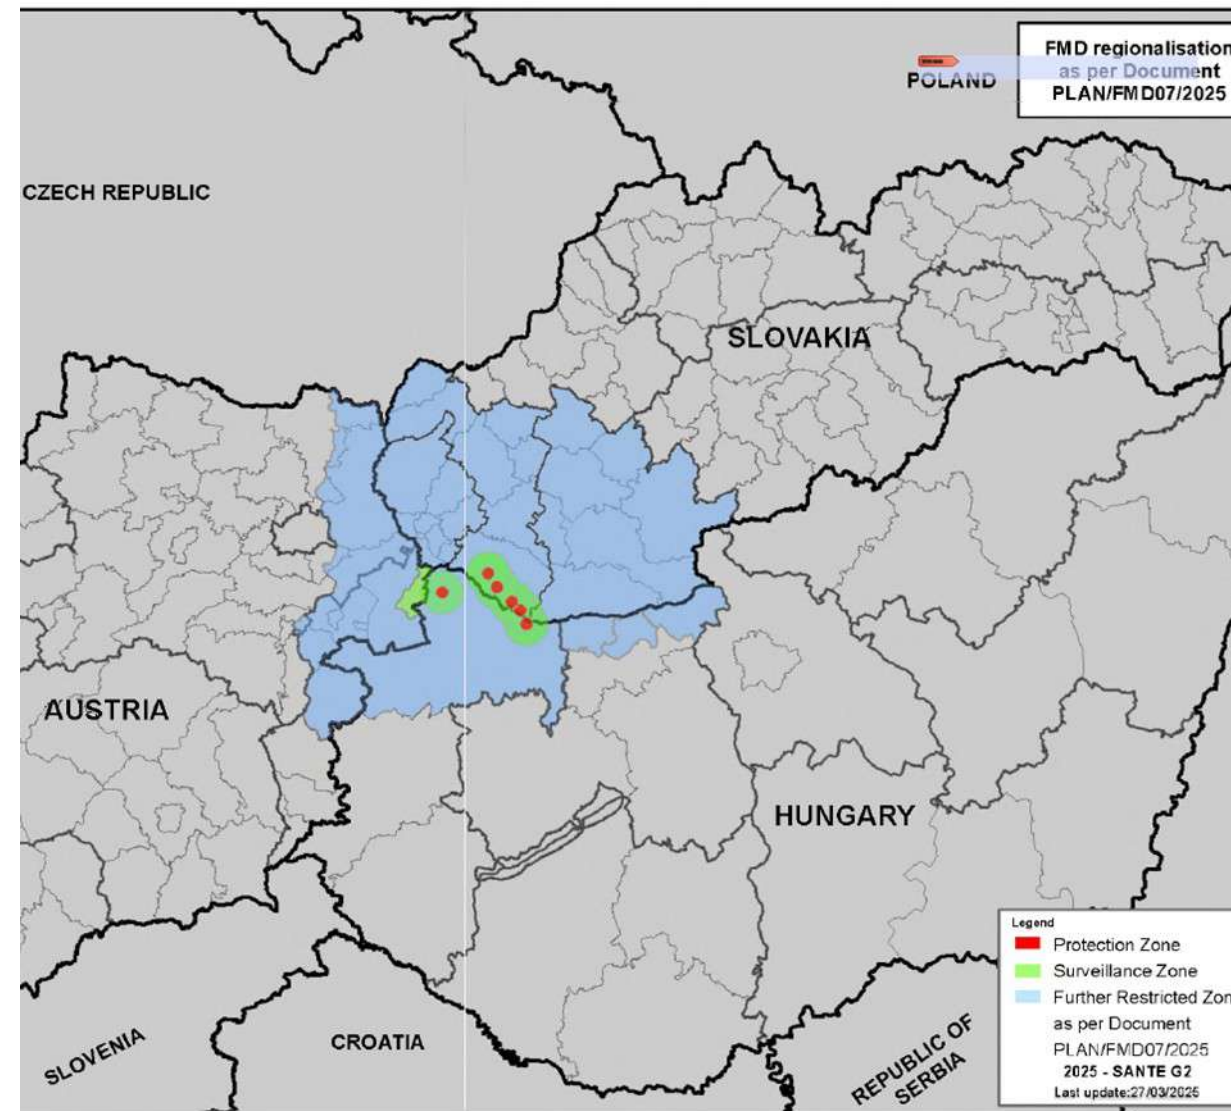 FMD regionalisation
as per Document
PLAN/FMD07/2025
POLAND
CZECH REPUBLIC
SLOVAKIA
AUSTRIA
HUNGARY
SLOVENIA
CROATIA
REPUBLIC OF
SERBIA
Legend
Protection Zone
Surveillance Zone
Further Restricted Zon
as per Document
PLAN/FMD07/2025
2025 - SANTE G2
Last update:27/03/2025